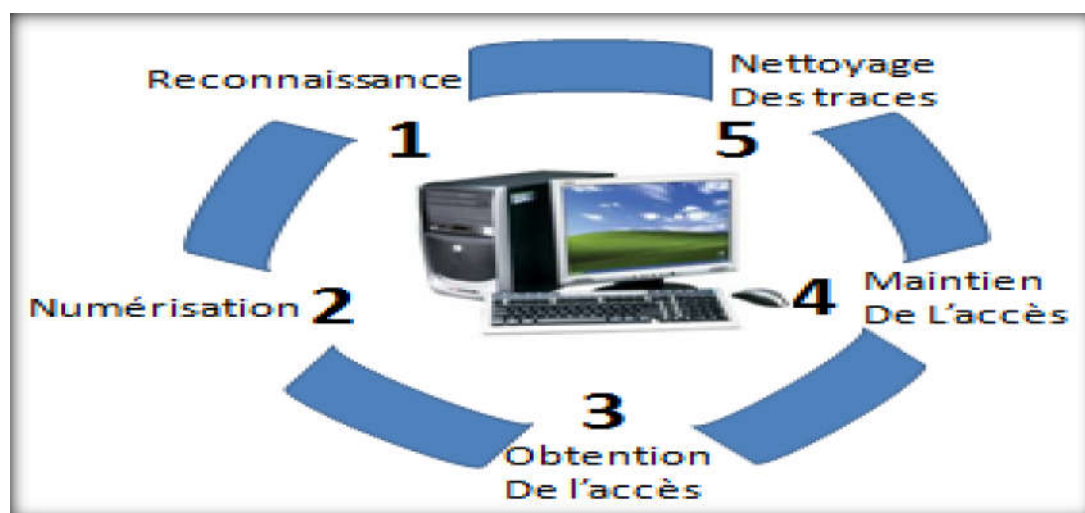 Reconnaissance
1
Numérisation 2
3
Obtention
De l'accès
4
Maintien
De L'accès
5
Nettoyage
Des traces